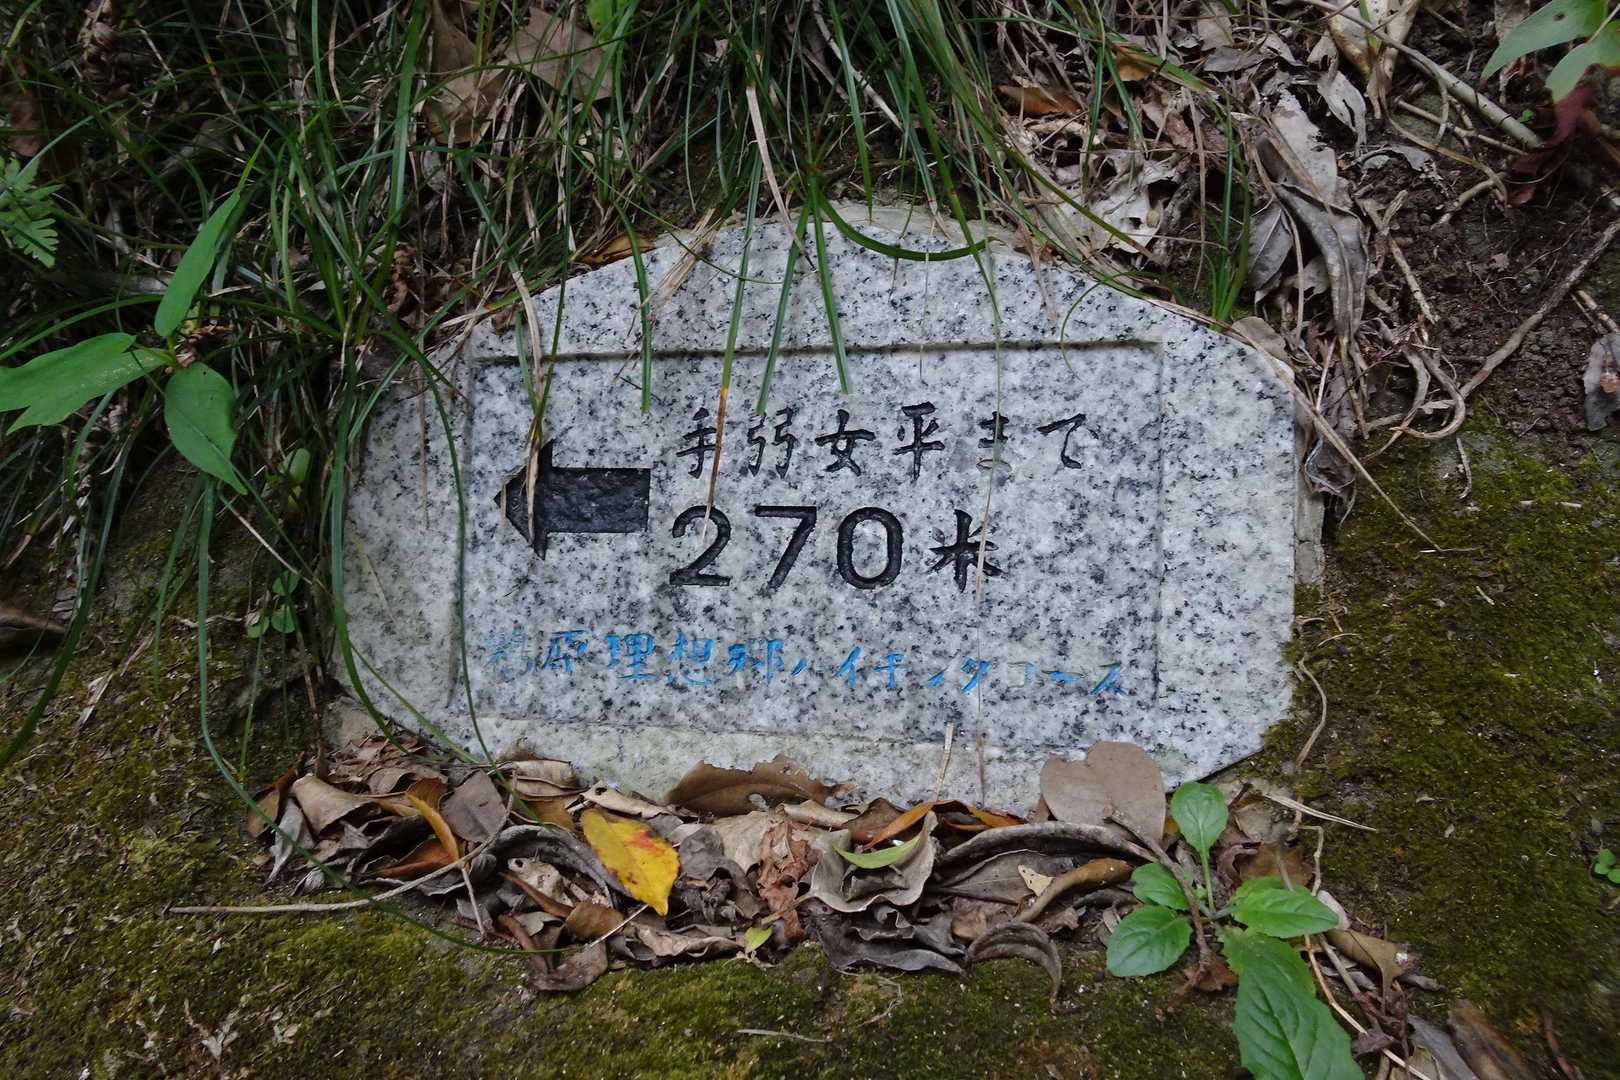 手弱女平まで
270米
葛原理想郷ハイキングコース